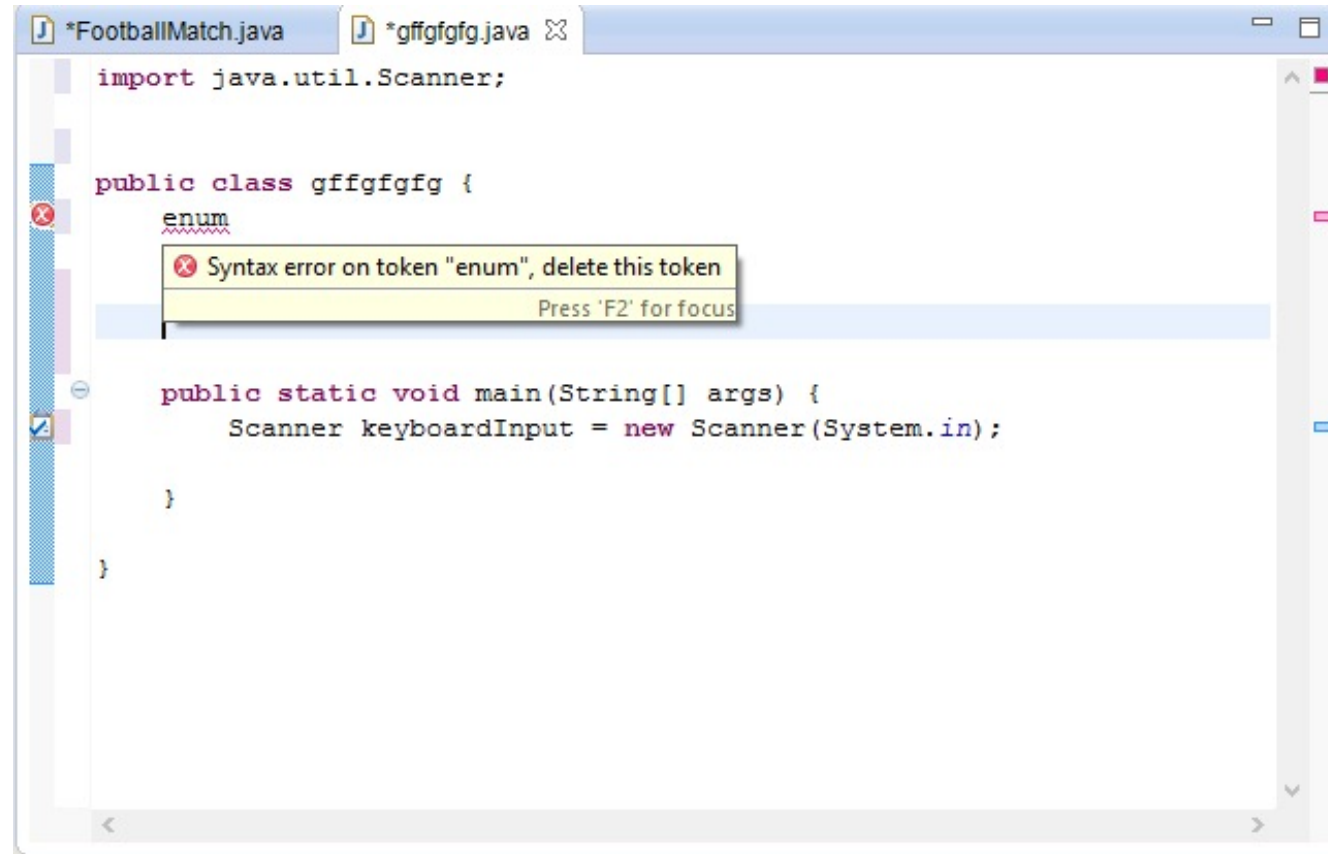 *FootballMatch.java *gffgfgfg.java
import java.util.Scanner;
public class gffgfgfg {
enum
Syntax error on token "enum", delete this token
Press 'F2' for focus
public static void main(String[] args) {
Scanner keyboardInput = new Scanner(System.in);
}
}